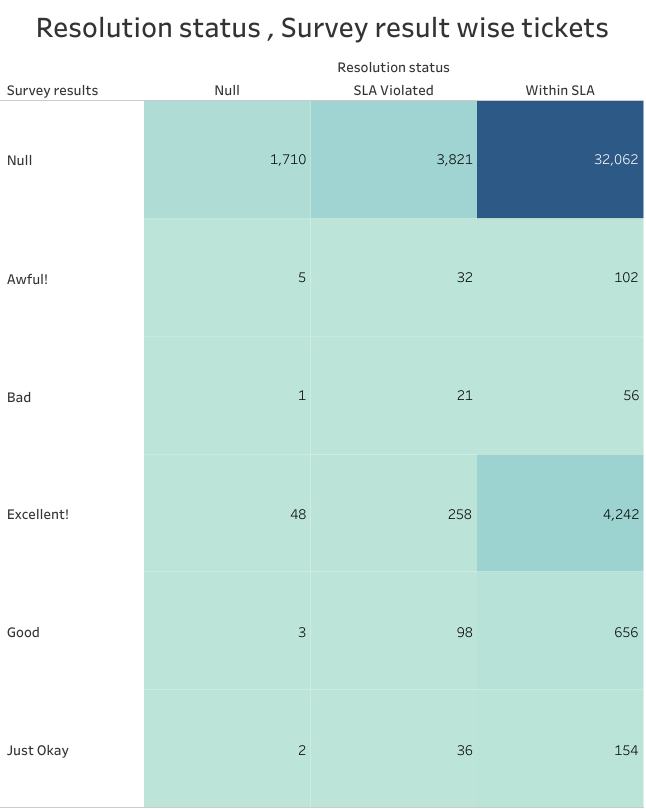 Resolution status , Survey result wise tickets
Resolution status
Survey results Null SLA Violated Within SLA
Null 1,710 3,821 32,062
Awful! 5 32 102
Bad 1 21 56
Excellent! 48 258 4,242
Good 3 98 656
Just Okay 2 36 154